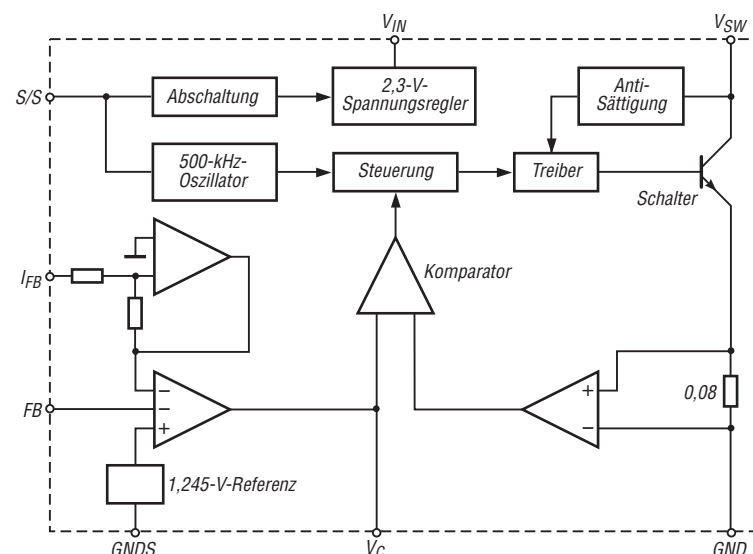 V_IN
V_SW
S/S
Abschaltung
2,3-V-
Spannungsregler
Anti-
Sättigung
500-kHz-
Oszillator
Steuerung
Treiber
Schalter
I_FB
Komparator
−
FB
−
+
+
−
0,08
1,245-V-Referenz
GNDS
V_C
GND